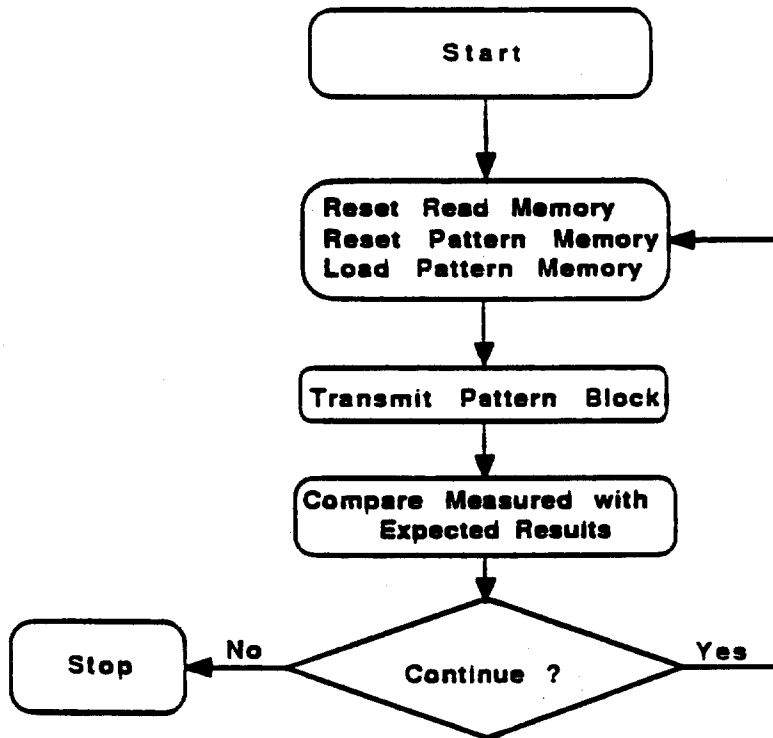 Start
Reset Read Memory
Reset Pattern Memory
Load Pattern Memory
Transmit Pattern Block
Compare Measured with
Expected Results
No
Yes
Stop
Continue ?